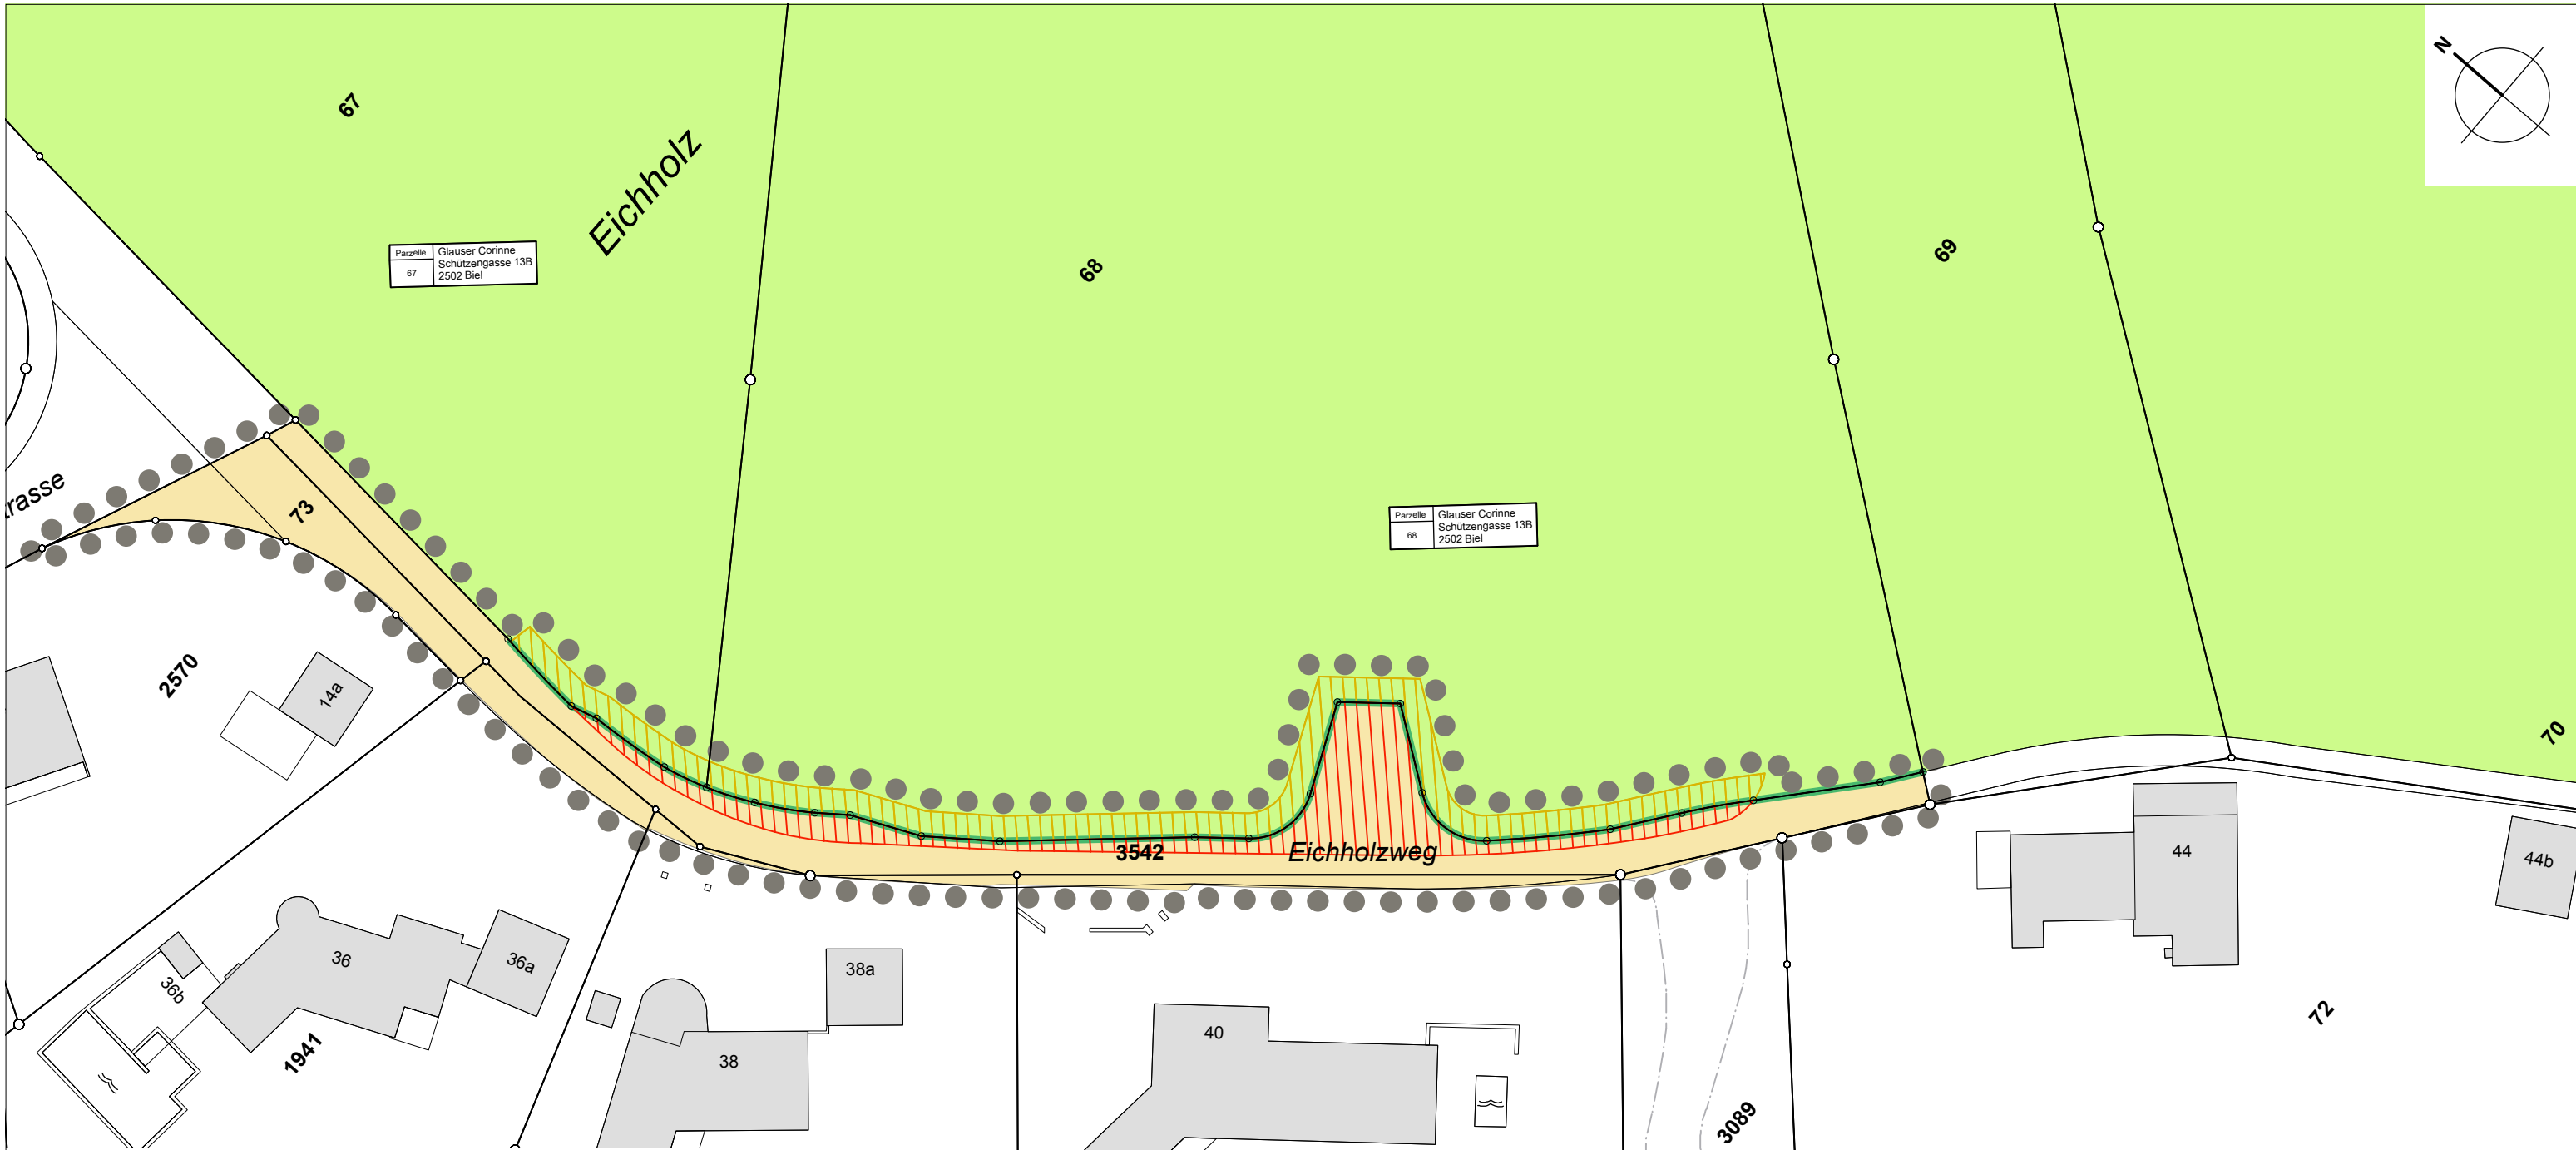 N
67
Eichholz
Parzelle
67
Glauser Corinne
Schützengasse 13B
2502 Biel
68
69
trasse
73
Parzelle
68
Glauser Corinne
Schützengasse 13B
2502 Biel
2570
14a
70
3542
Eichholzweg
44
44b
36
36a
36b
38a
1941
38
40
72
3089